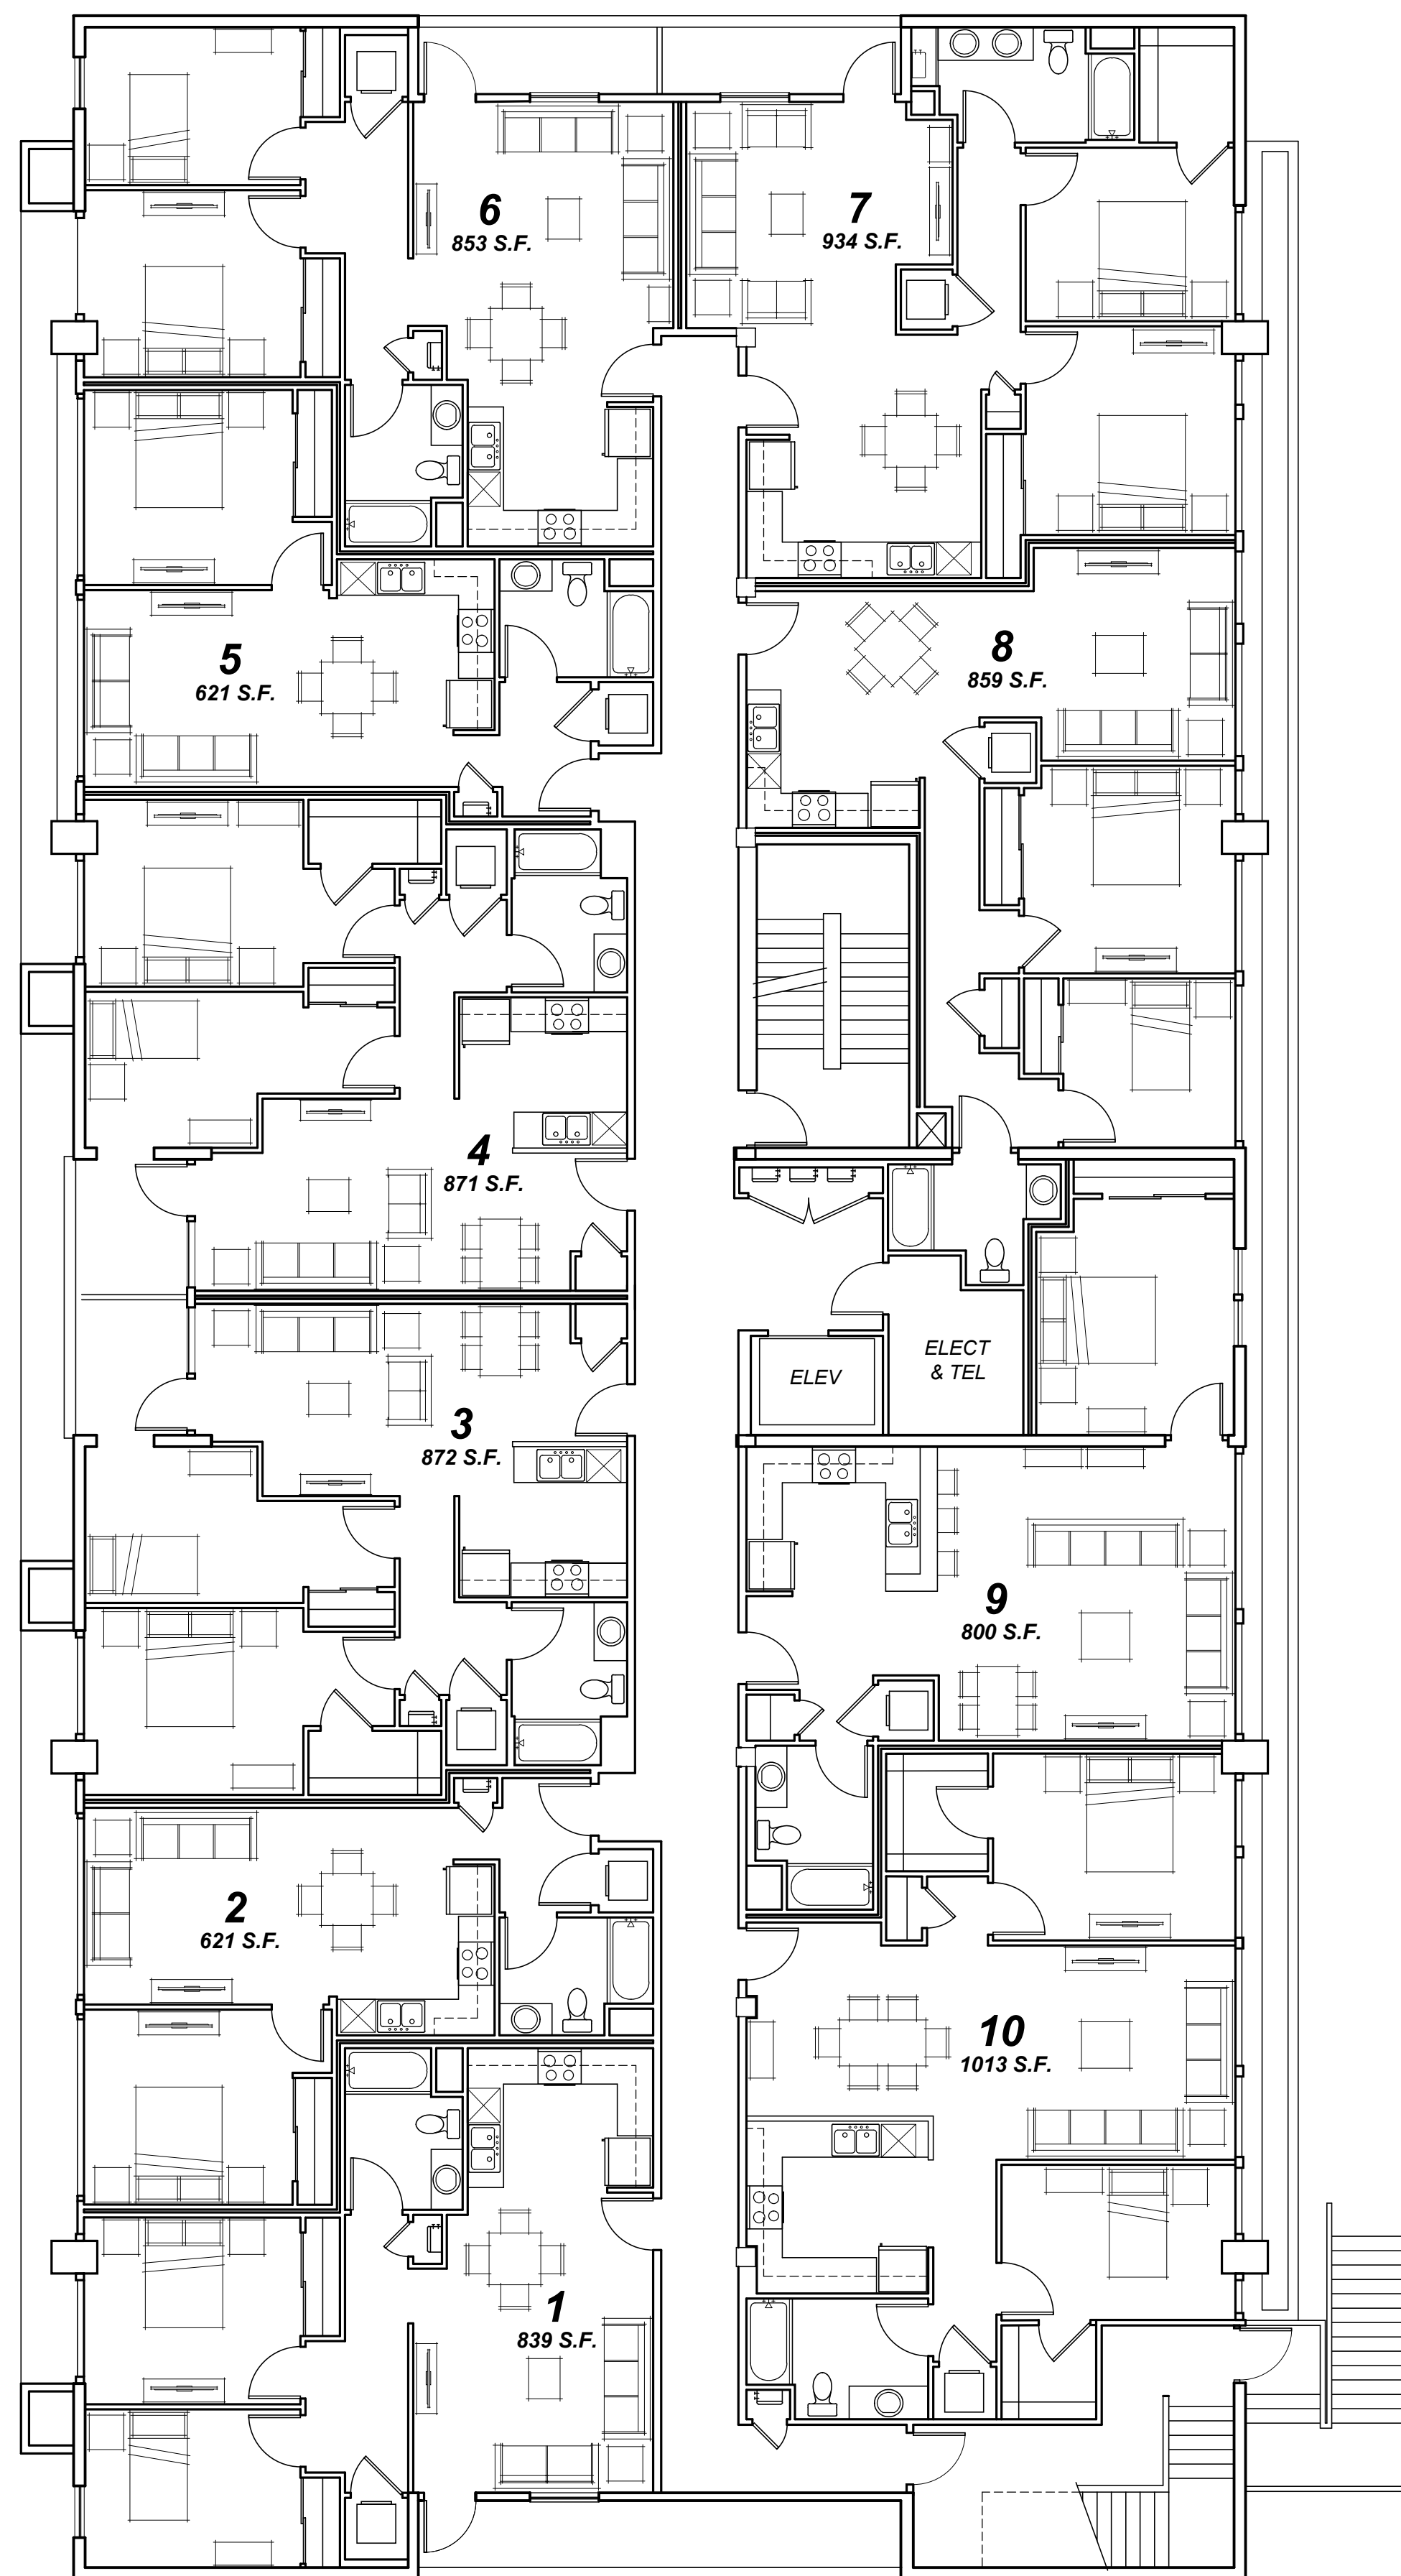 6
853 S.F.
7
934 S.F.
5
621 S.F.
8
859 S.F.
4
871 S.F.
ELEV
ELECT
& TEL
3
872 S.F.
9
800 S.F.
2
621 S.F.
10
1013 S.F.
1
839 S.F.